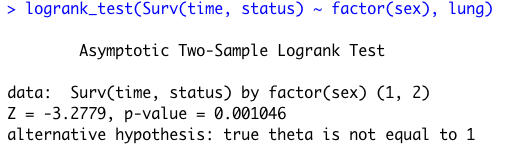 > logrank_test(Surv(time, status) ~ factor(sex), lung)
Asymptotic Two-Sample Logrank Test
data:  Surv(time, status) by factor(sex) (1, 2)
Z = -3.2779, p-value = 0.001046
alternative hypothesis: true theta is not equal to 1